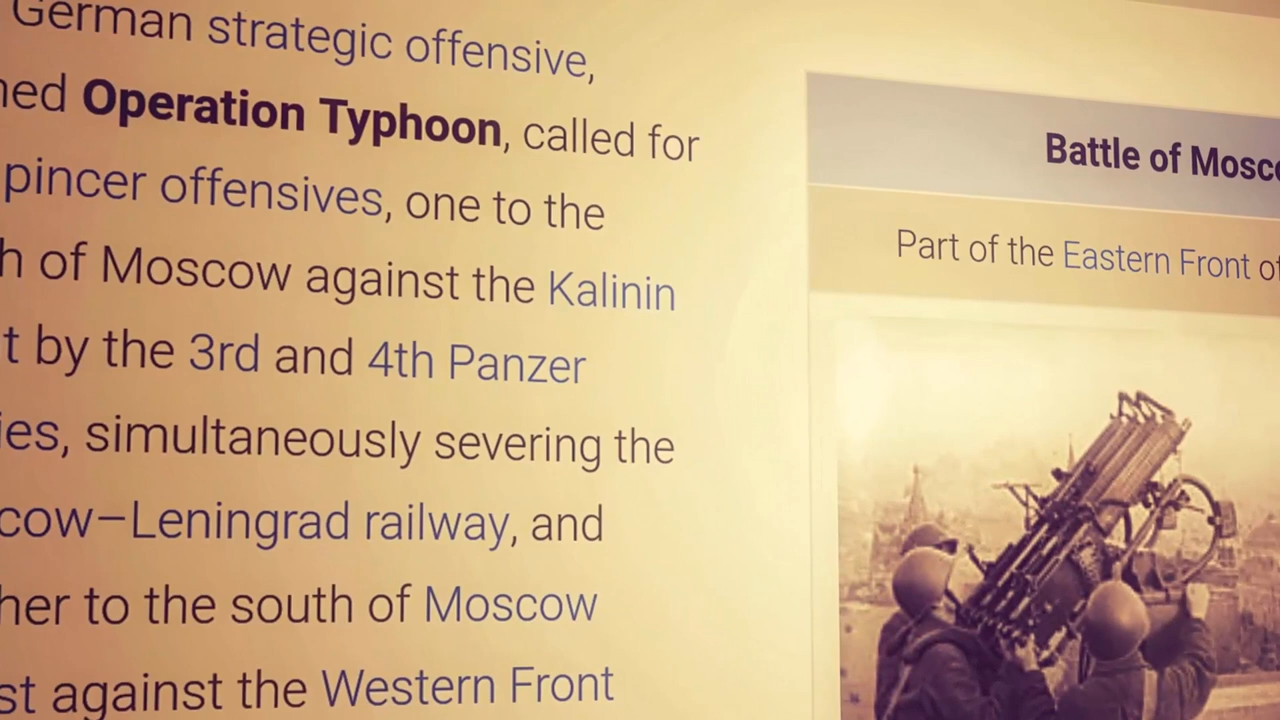 German strategic offensive,
ned Operation Typhoon, called for
pincer offensives, one to the
h of Moscow against the Kalinin
t by the 3rd and 4th Panzer
ies, simultaneously severing the
cow–Leningrad railway, and
her to the south of Moscow
st against the Western Front
Battle of Mosco
Part of the Eastern Front of